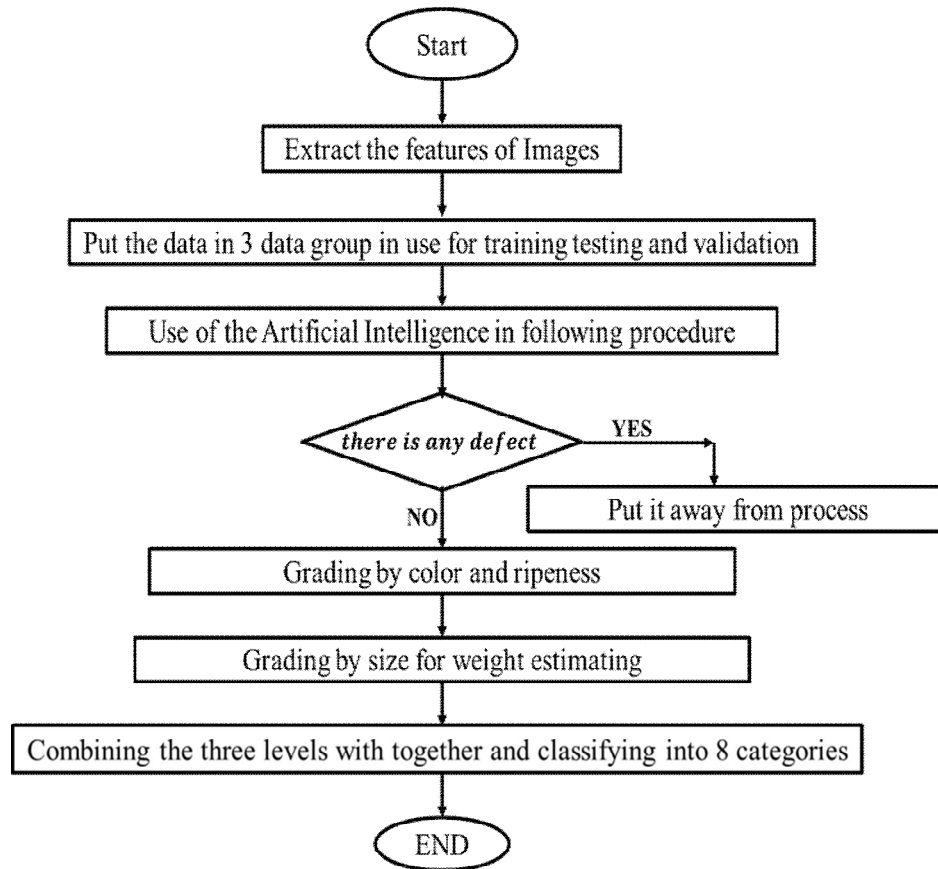 Start
Extract the features of Images
Put the data in 3 data group in use for training testing and validation
Use of the Artificial Intelligence in following procedure
there is any defect
YES
Put it away from process
NO
Grading by color and ripeness
Grading by size for weight estimating
Combining the three levels with together and classifying into 8 categories
END